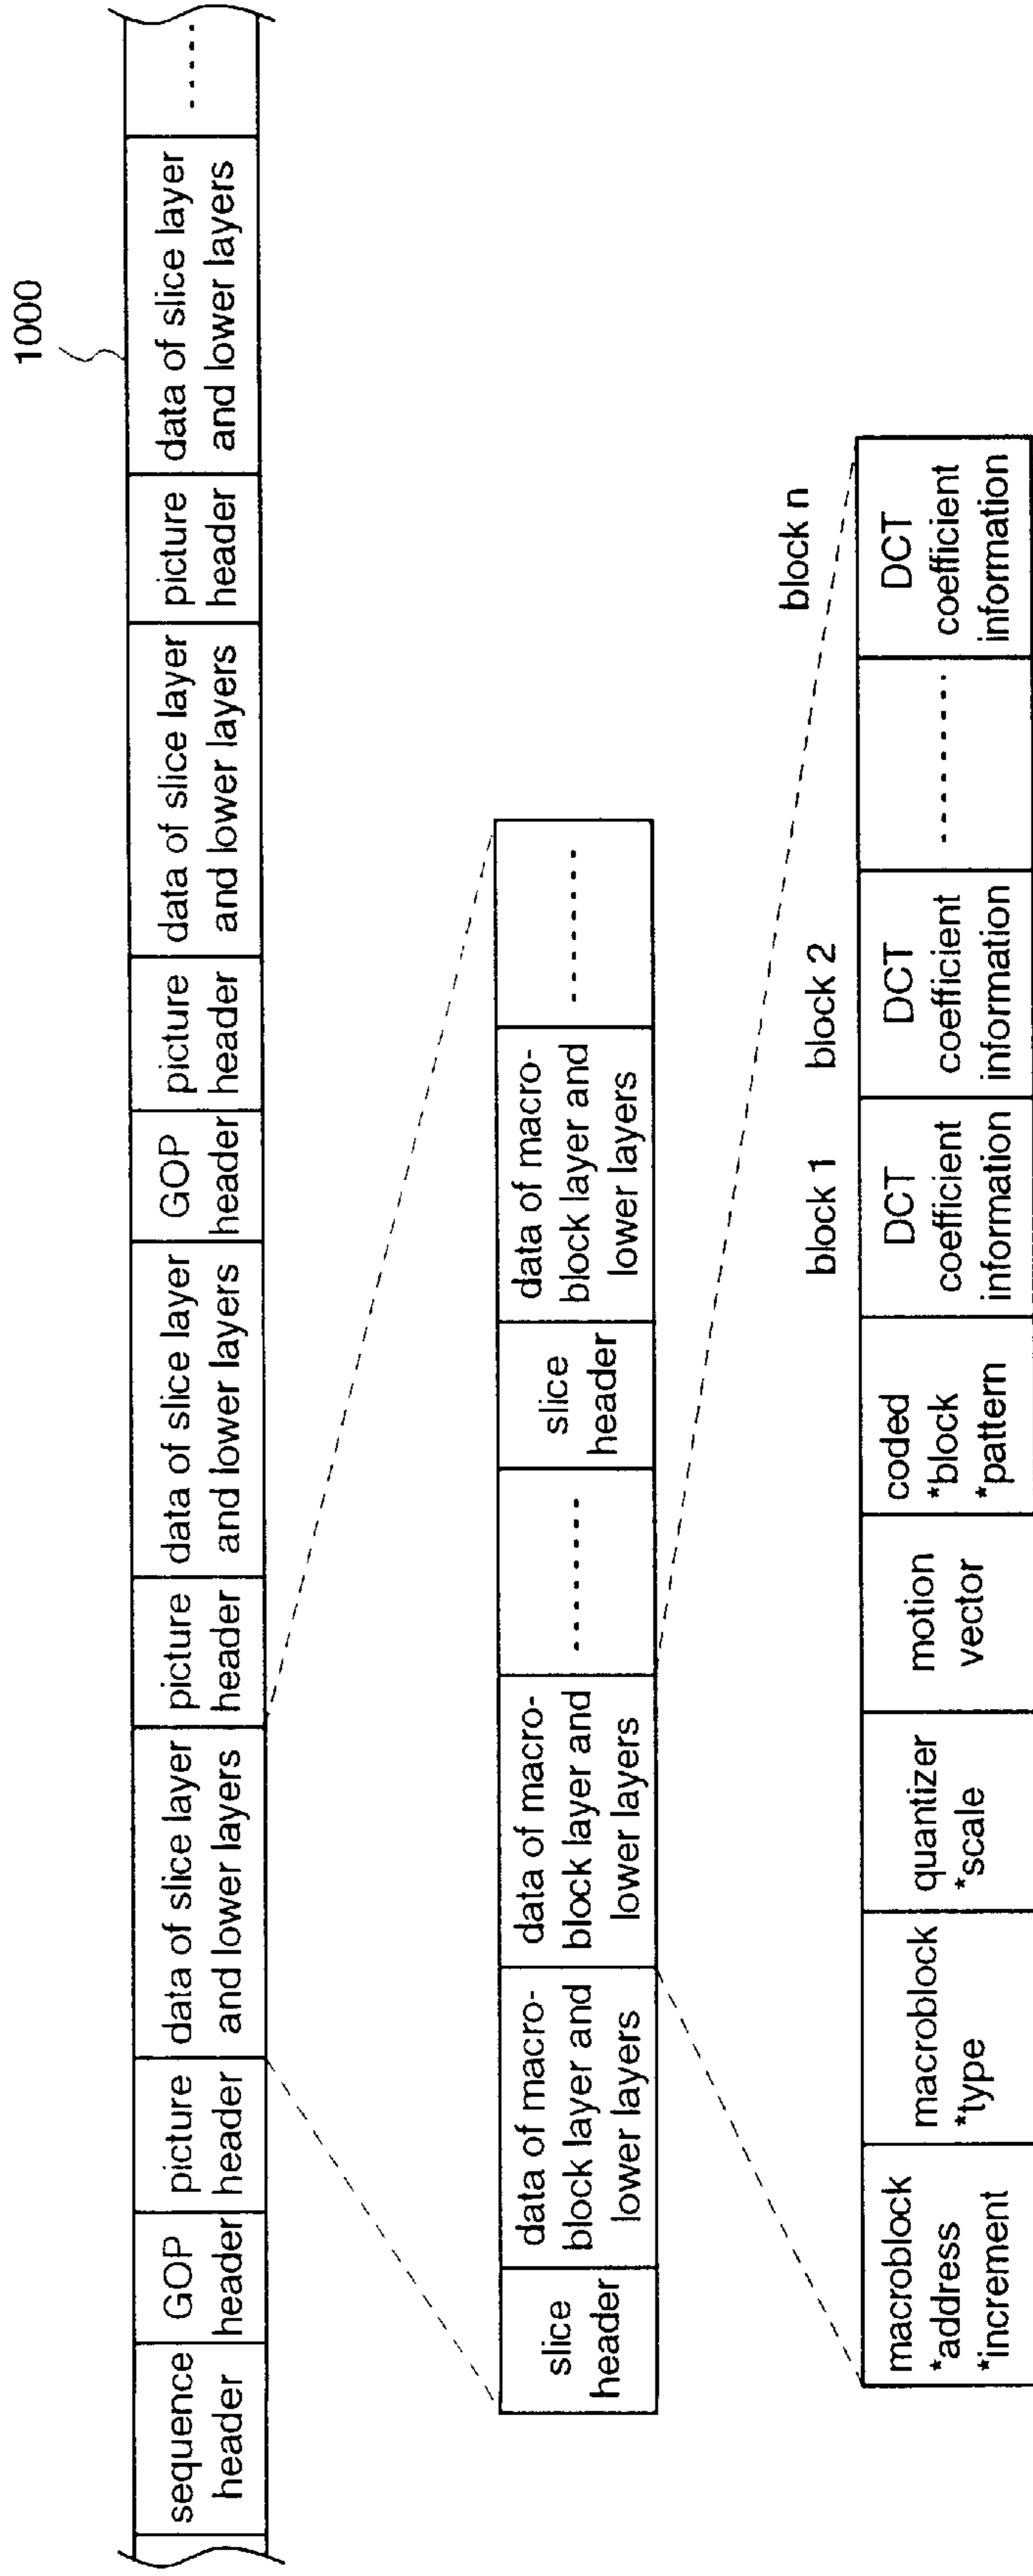 1000
sequence
header
GOP
header
picture
header
data of slice layer
and lower layers
picture
header
data of slice layer
and lower layers
GOP
header
picture
header
data of slice layer
and lower layers
picture
header
data of slice layer
and lower layers
.....
slice
header
data of macro-
block layer and
lower layers
data of macro-
block layer and
lower layers
........
slice
header
data of macro-
block layer and
lower layers
........
block 1
block 2
block n
macroblock
*address
*increment
macroblock
*type
quantizer
*scale
motion
vector
coded
*block
*pattern
DCT
coefficient
information
DCT
coefficient
information
.........
DCT
coefficient
information